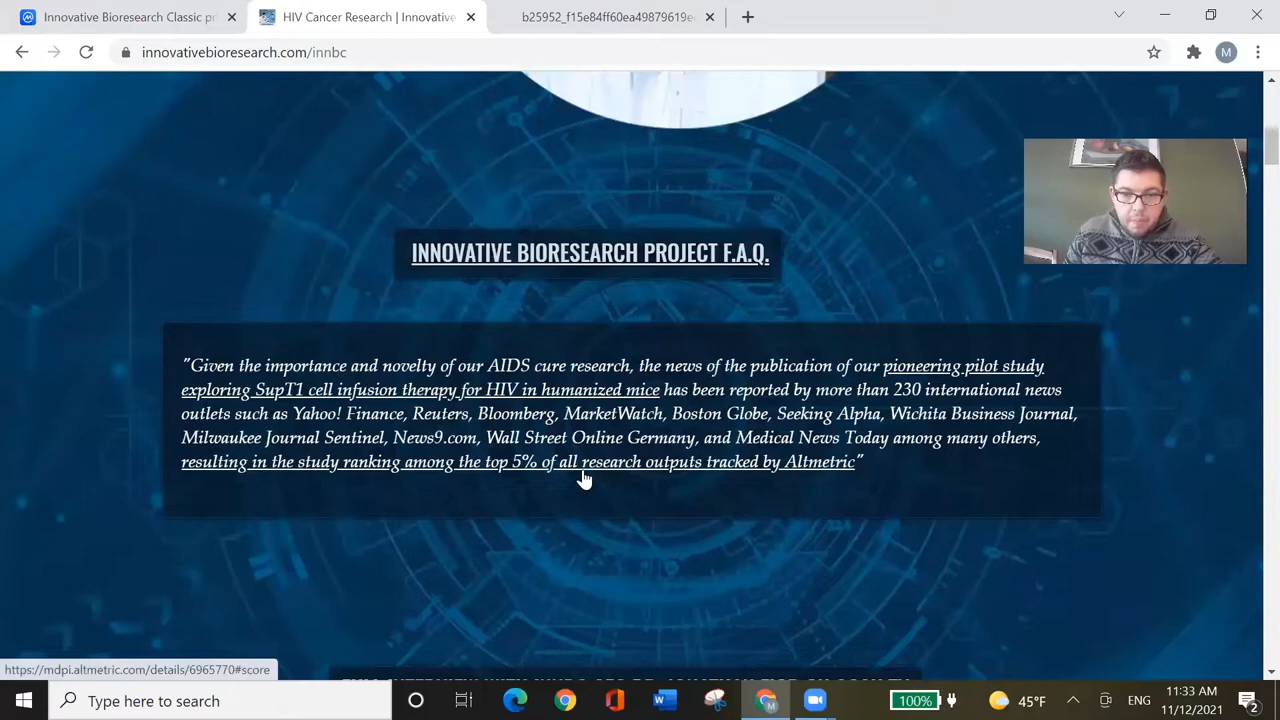 Innovative Bioresearch Classic pr
HIV Cancer Research | Innovative
b25952_f15e84ff60ea49879619e
innovativebioresearch.com/innbc
M
INNOVATIVE BIORESEARCH PROJECT F.A.Q.
"Given the importance and novelty of our AIDS cure research, the news of the publication of our pioneering pilot study
exploring SupT1 cell infusion therapy for HIV in humanized mice has been reported by more than 230 international news
outlets such as Yahoo! Finance, Reuters, Bloomberg, MarketWatch, Boston Globe, Seeking Alpha, Wichita Business Journal,
Milwaukee Journal Sentinel, News9.com, Wall Street Online Germany, and Medical News Today among many others,
resulting in the study ranking among the top 5% of all research outputs tracked by Altmetric"
https://mdpi.altmetric.com/details/6965770#score
Type here to search
100%
45°F
ENG
11:33 AM
11/12/2021
2